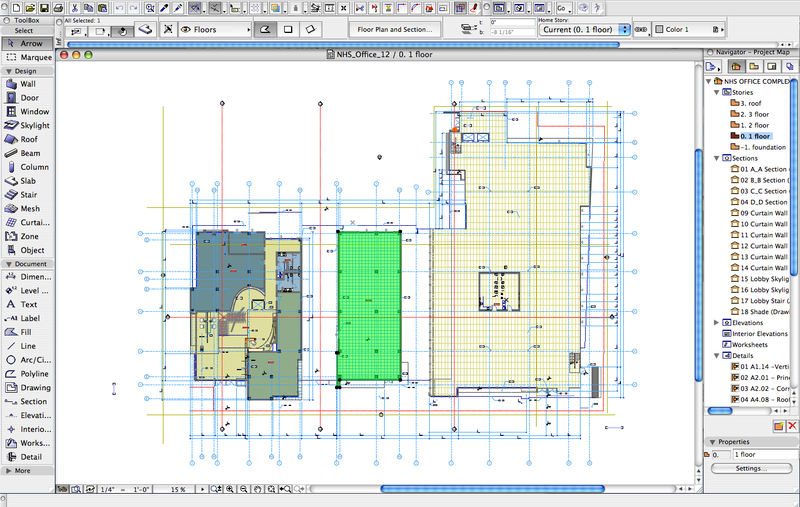 All Selected: 1
Floors
Floor Plan and Section...
t:
b:
0"
-8 1/16"
Home Story:
Current (0. 1 floor)
Color 1
ToolBox
Select
Arrow
Marquee
Design
Wall
Door
Window
Skylight
Roof
Beam
Column
Slab
Stair
Mesh
Curtai...
Zone
Object
Document
Dimen...
Level ...
Text
Label
Fill
Line
Arc/Ci...
Polyline
Drawing
Section
Elevati...
Interio...
Works...
Detail
More
NHS_Office_12 / 0. 1 floor
1/4" = 1'-0"
15 %
Navigator - Project Map
NHS OFFICE COMPLEX
Stories
3. roof
2. 3 floor
1. 2 floor
0. 1 floor
-1. foundation
Sections
01 A_A Section
02 B_B Section (
03 C_C Section
04 D_D Section
09 Curtain Wall
10 Curtain Wall
11 Curtain Wall
12 Curtain Wall
13 Curtain Wall
14 Curtain Wall
15 Lobby Skylig
16 Lobby Skylig
17 Lobby Stair (
18 Shade (Draw
Elevations
Interior Elevations
Worksheets
Details
01 A1.14 -Verti
02 A2.01 - Prin
03 A2.02 - Corr
04 A4.08 - Roo
Properties
0.
1 floor
Settings...
Go